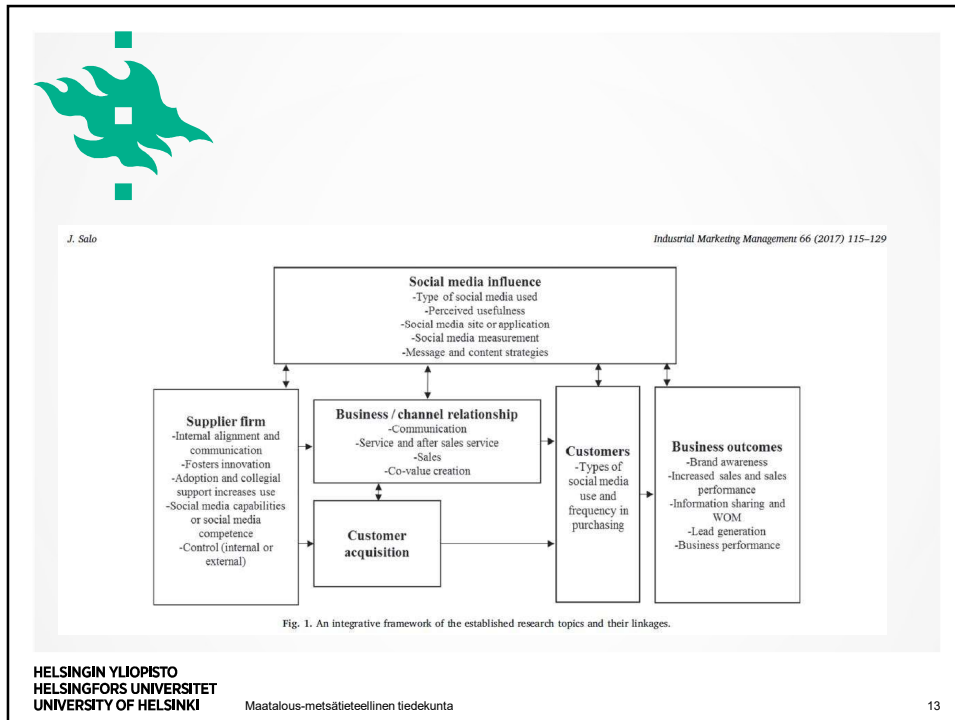 J. Salo
Industrial Marketing Management 66 (2017) 115–129
Social media influence
-Type of social media used
-Perceived usefulness
-Social media site or application
-Social media measurement
-Message and content strategies
Supplier firm
-Internal alignment and
communication
-Fosters innovation
-Adoption and collegial
support increases use
-Social media capabilities
or social media
competence
-Control (internal or
external)
Business / channel relationship
-Communication
-Service and after sales service
-Sales
-Co-value creation
Customer
acquisition
Customers
-Types of
social media
use and
frequency in
purchasing
Business outcomes
-Brand awareness
-Increased sales and sales
performance
-Information sharing and
WOM
-Lead generation
-Business performance
Fig. 1. An integrative framework of the established research topics and their linkages.
HELSINGIN YLIOPISTO
HELSINGFORS UNIVERSITET
UNIVERSITY OF HELSINKI
Maatalous-metsätieteellinen tiedekunta
13